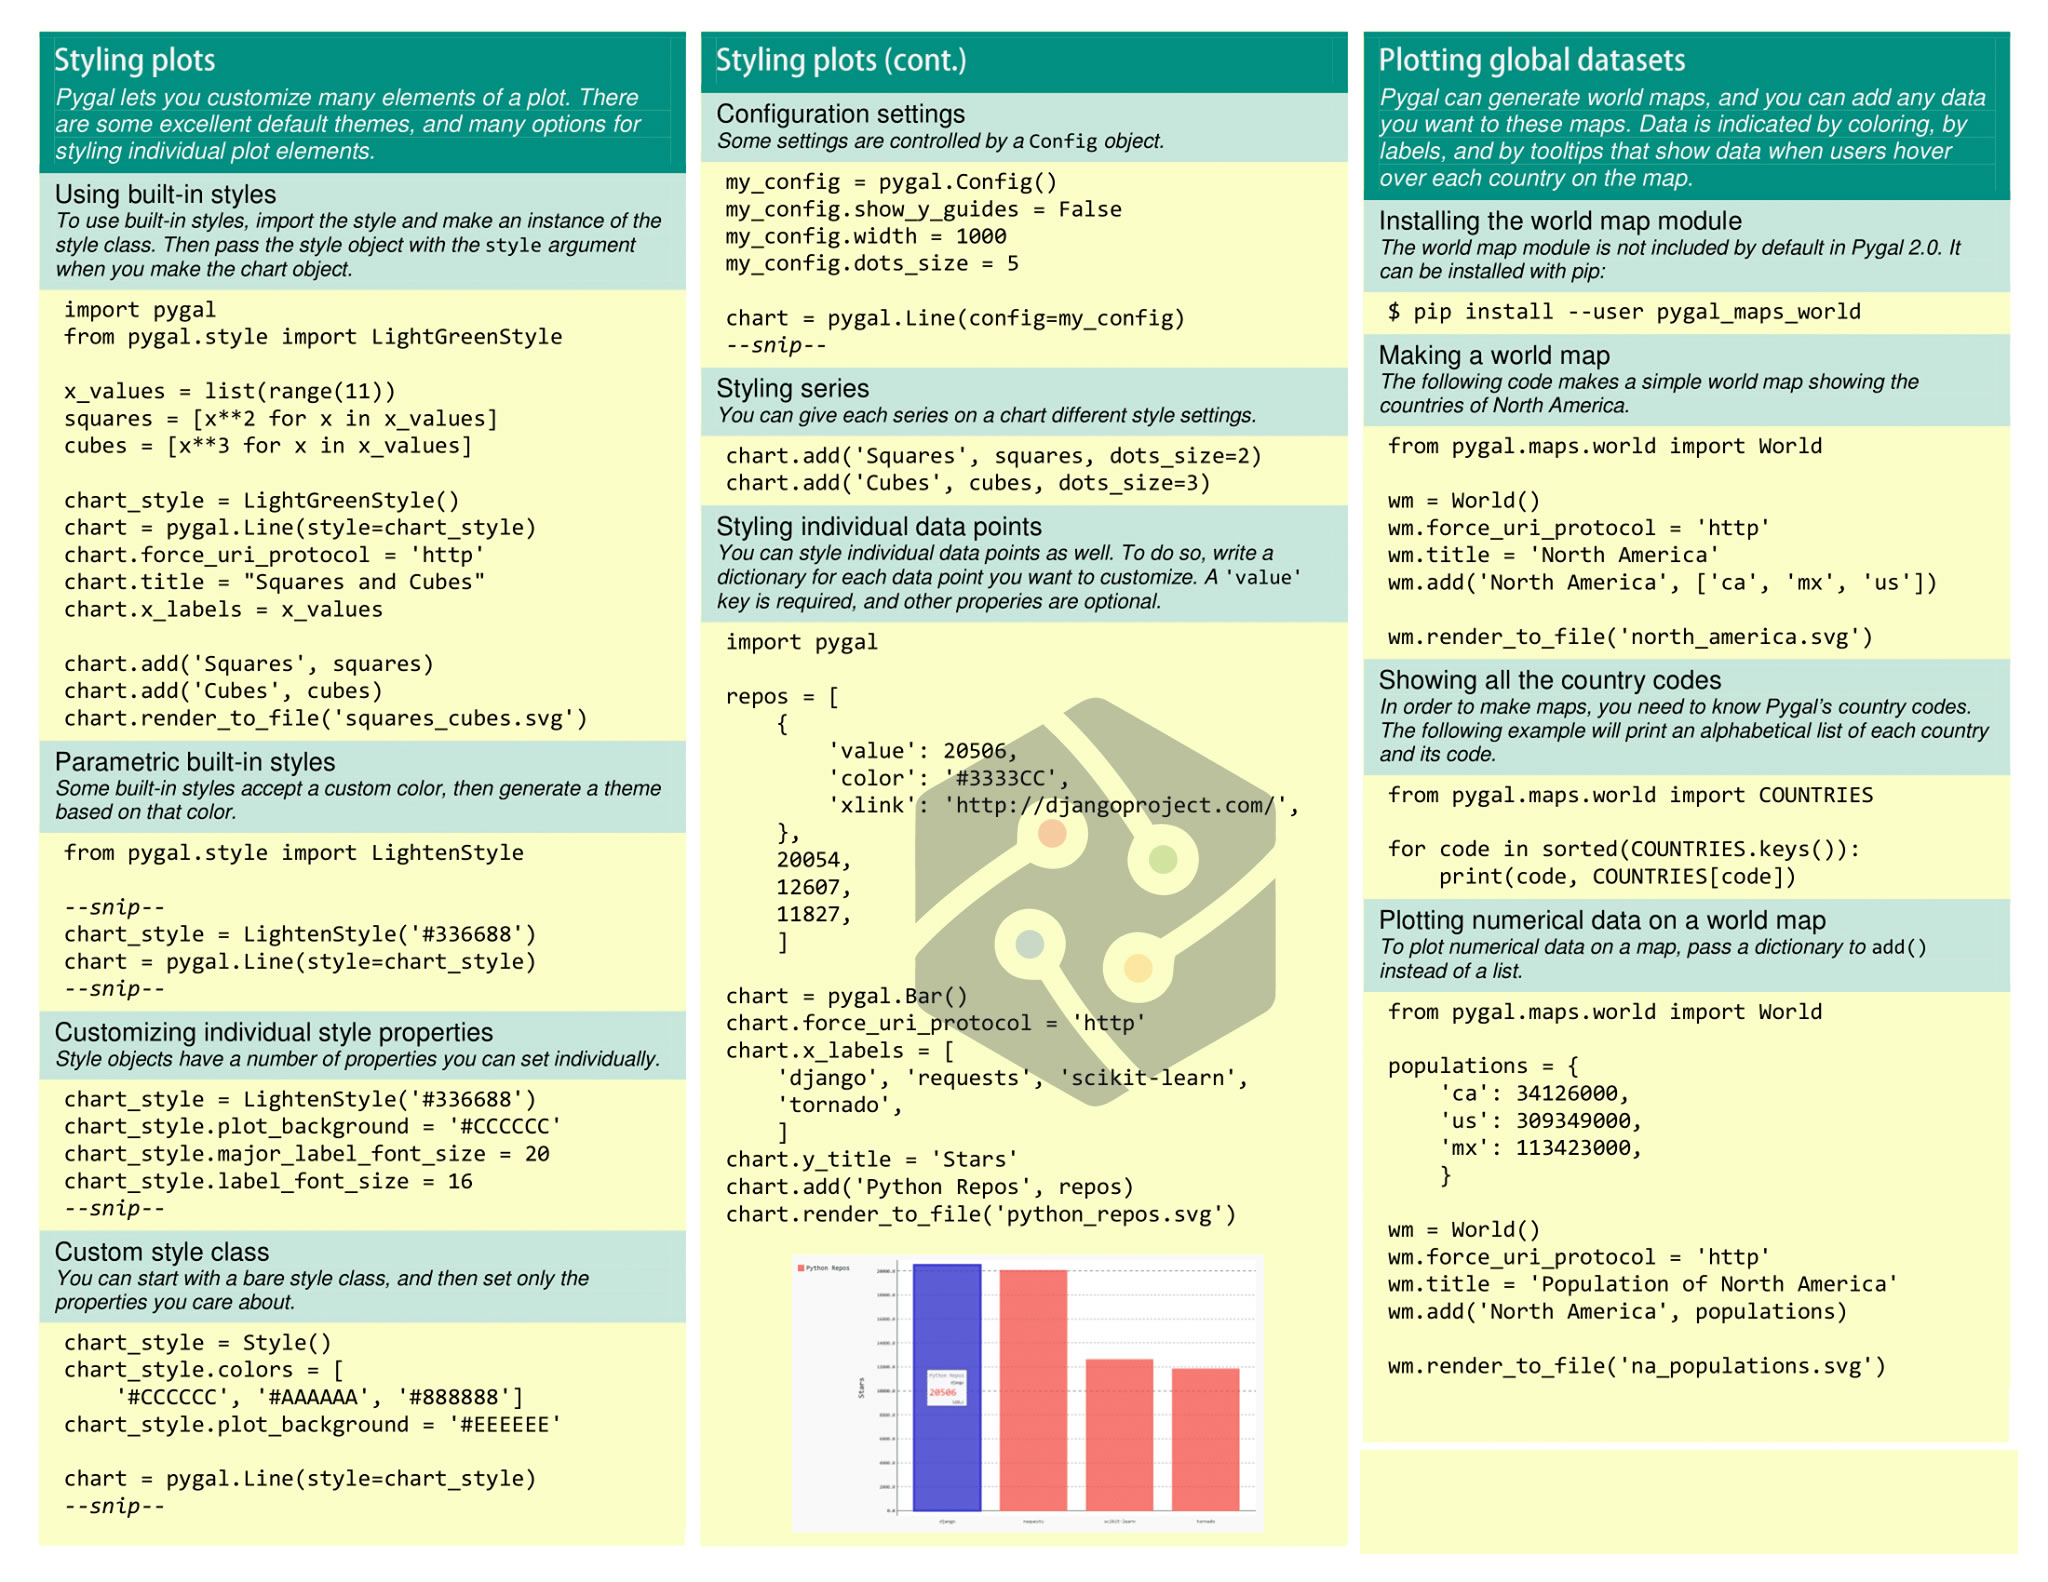 Styling plots
Pygal lets you customize many elements of a plot. There
are some excellent default themes, and many options for
styling individual plot elements.
Using built-in styles
To use built-in styles, import the style and make an instance of the
style class. Then pass the style object with the style argument
when you make the chart object.
import pygal
from pygal.style import LightGreenStyle
x_values = list(range(11))
squares = [x**2 for x in x_values]
cubes = [x**3 for x in x_values]
chart_style = LightGreenStyle()
chart = pygal.Line(style=chart_style)
chart.force_uri_protocol = 'http'
chart.title = "Squares and Cubes"
chart.x_labels = x_values
chart.add('Squares', squares)
chart.add('Cubes', cubes)
chart.render_to_file('squares_cubes.svg')
Parametric built-in styles
Some built-in styles accept a custom color, then generate a theme
based on that color.
from pygal.style import LightenStyle
--snip--
chart_style = LightenStyle('#336688')
chart = pygal.Line(style=chart_style)
--snip--
Customizing individual style properties
Style objects have a number of properties you can set individually.
chart_style = LightenStyle('#336688')
chart_style.plot_background = '#CCCCCC'
chart_style.major_label_font_size = 20
chart_style.label_font_size = 16
--snip--
Custom style class
You can start with a bare style class, and then set only the
properties you care about.
chart_style = Style()
chart_style.colors = [
'#CCCCCC', '#AAAAAA', '#888888']
chart_style.plot_background = '#EEEEEE'
chart = pygal.Line(style=chart_style)
--snip--
Styling plots (cont.)
Configuration settings
Some settings are controlled by a Config object.
my_config = pygal.Config()
my_config.show_y_guides = False
my_config.width = 1000
my_config.dots_size = 5
chart = pygal.Line(config=my_config)
--snip--
Styling series
You can give each series on a chart different style settings.
chart.add('Squares', squares, dots_size=2)
chart.add('Cubes', cubes, dots_size=3)
Styling individual data points
You can style individual data points as well. To do so, write a
dictionary for each data point you want to customize. A 'value'
key is required, and other properies are optional.
import pygal
repos = [
{
'value': 20506,
'color': '#3333CC',
'xlink': 'http://djangoproject.com/',
},
20054,
12607,
11827,
]
chart = pygal.Bar()
chart.force_uri_protocol = 'http'
chart.x_labels = [
'django', 'requests', 'scikit-learn',
'tornado',
]
chart.y_title = 'Stars'
chart.add('Python Repos', repos)
chart.render_to_file('python_repos.svg')
Python Repos
20000.0
18000.0
16000.0
14000.0
12000.0
10000.0
8000.0
6000.0
4000.0
2000.0
0.0
Stars
Python Repos
django
20506
django
requests
scikit-learn
tornado
Plotting global datasets
Pygal can generate world maps, and you can add any data
you want to these maps. Data is indicated by coloring, by
labels, and by tooltips that show data when users hover
over each country on the map.
Installing the world map module
The world map module is not included by default in Pygal 2.0. It
can be installed with pip:
$ pip install --user pygal_maps_world
Making a world map
The following code makes a simple world map showing the
countries of North America.
from pygal.maps.world import World
wm = World()
wm.force_uri_protocol = 'http'
wm.title = 'North America'
wm.add('North America', ['ca', 'mx', 'us'])
wm.render_to_file('north_america.svg')
Showing all the country codes
In order to make maps, you need to know Pygal's country codes.
The following example will print an alphabetical list of each country
and its code.
from pygal.maps.world import COUNTRIES
for code in sorted(COUNTRIES.keys()):
print(code, COUNTRIES[code])
Plotting numerical data on a world map
To plot numerical data on a map, pass a dictionary to add()
instead of a list.
from pygal.maps.world import World
populations = {
'ca': 34126000,
'us': 309349000,
'mx': 113423000,
}
wm = World()
wm.force_uri_protocol = 'http'
wm.title = 'Population of North America'
wm.add('North America', populations)
wm.render_to_file('na_populations.svg')